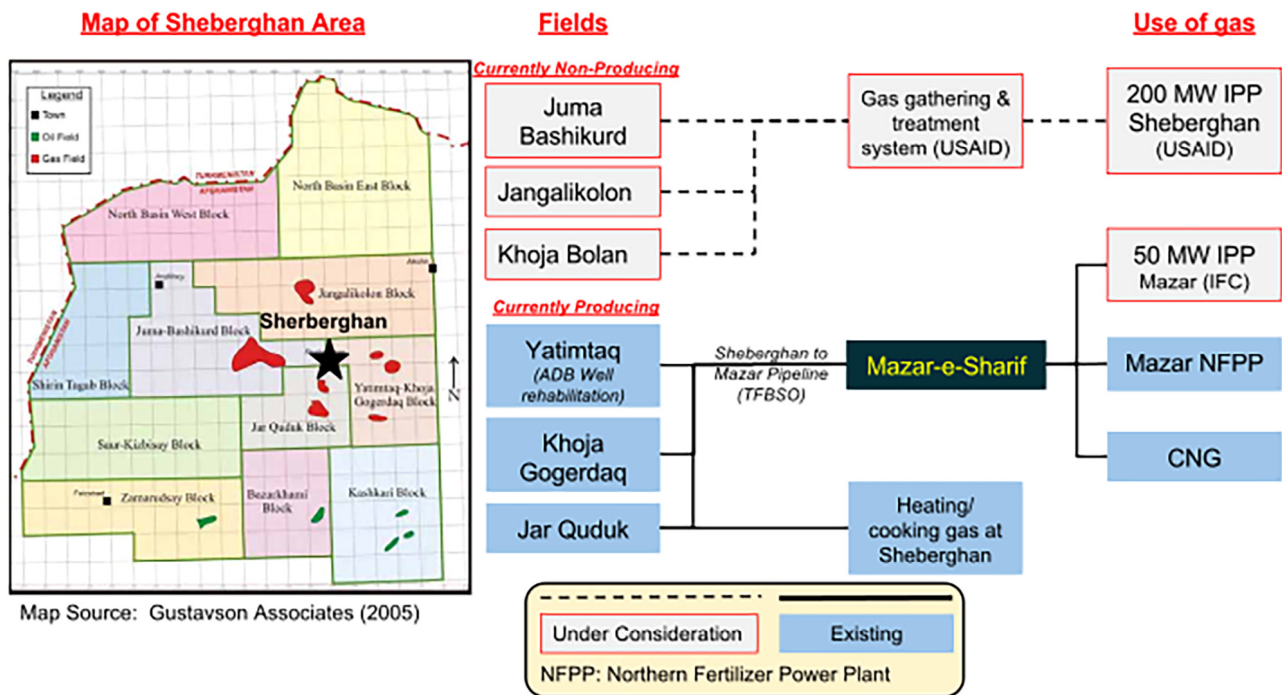 Map of Sheberghan Area
Legend
Town
Oil Field
Gas Field
TURKMENISTAN
AFGHANISTAN
North Basin East Block
North Basin West Block
Jangalikolon Block
Sherberghan
Juma-Bashikurd Block
TURKMENISTAN
AFGHANISTAN
Shirin Tagab Block
Yatimtaq-Khoja
Gogerdaq Block
N
Jar Quduk Block
Saur-Kizbisay Block
Zamarudsay Block
Bazarkhami
Block
Kashkari Block
Map Source: Gustavson Associates (2005)
Fields
Currently Non-Producing
Juma
Bashikurd
Jangalikolon
Khoja Bolan
Currently Producing
Yatimtaq
(ADB Well
rehabilitation)
Khoja
Gogerdaq
Jar Quduk
Gas gathering &
treatment
system (USAID)
Sheberghan to
Mazar Pipeline
(TFBSO)
Mazar-e-Sharif
Heating/
cooking gas at
Sheberghan
Use of gas
200 MW IPP
Sheberghan
(USAID)
50 MW IPP
Mazar (IFC)
Mazar NFPP
CNG
Under Consideration
Existing
NFPP: Northern Fertilizer Power Plant